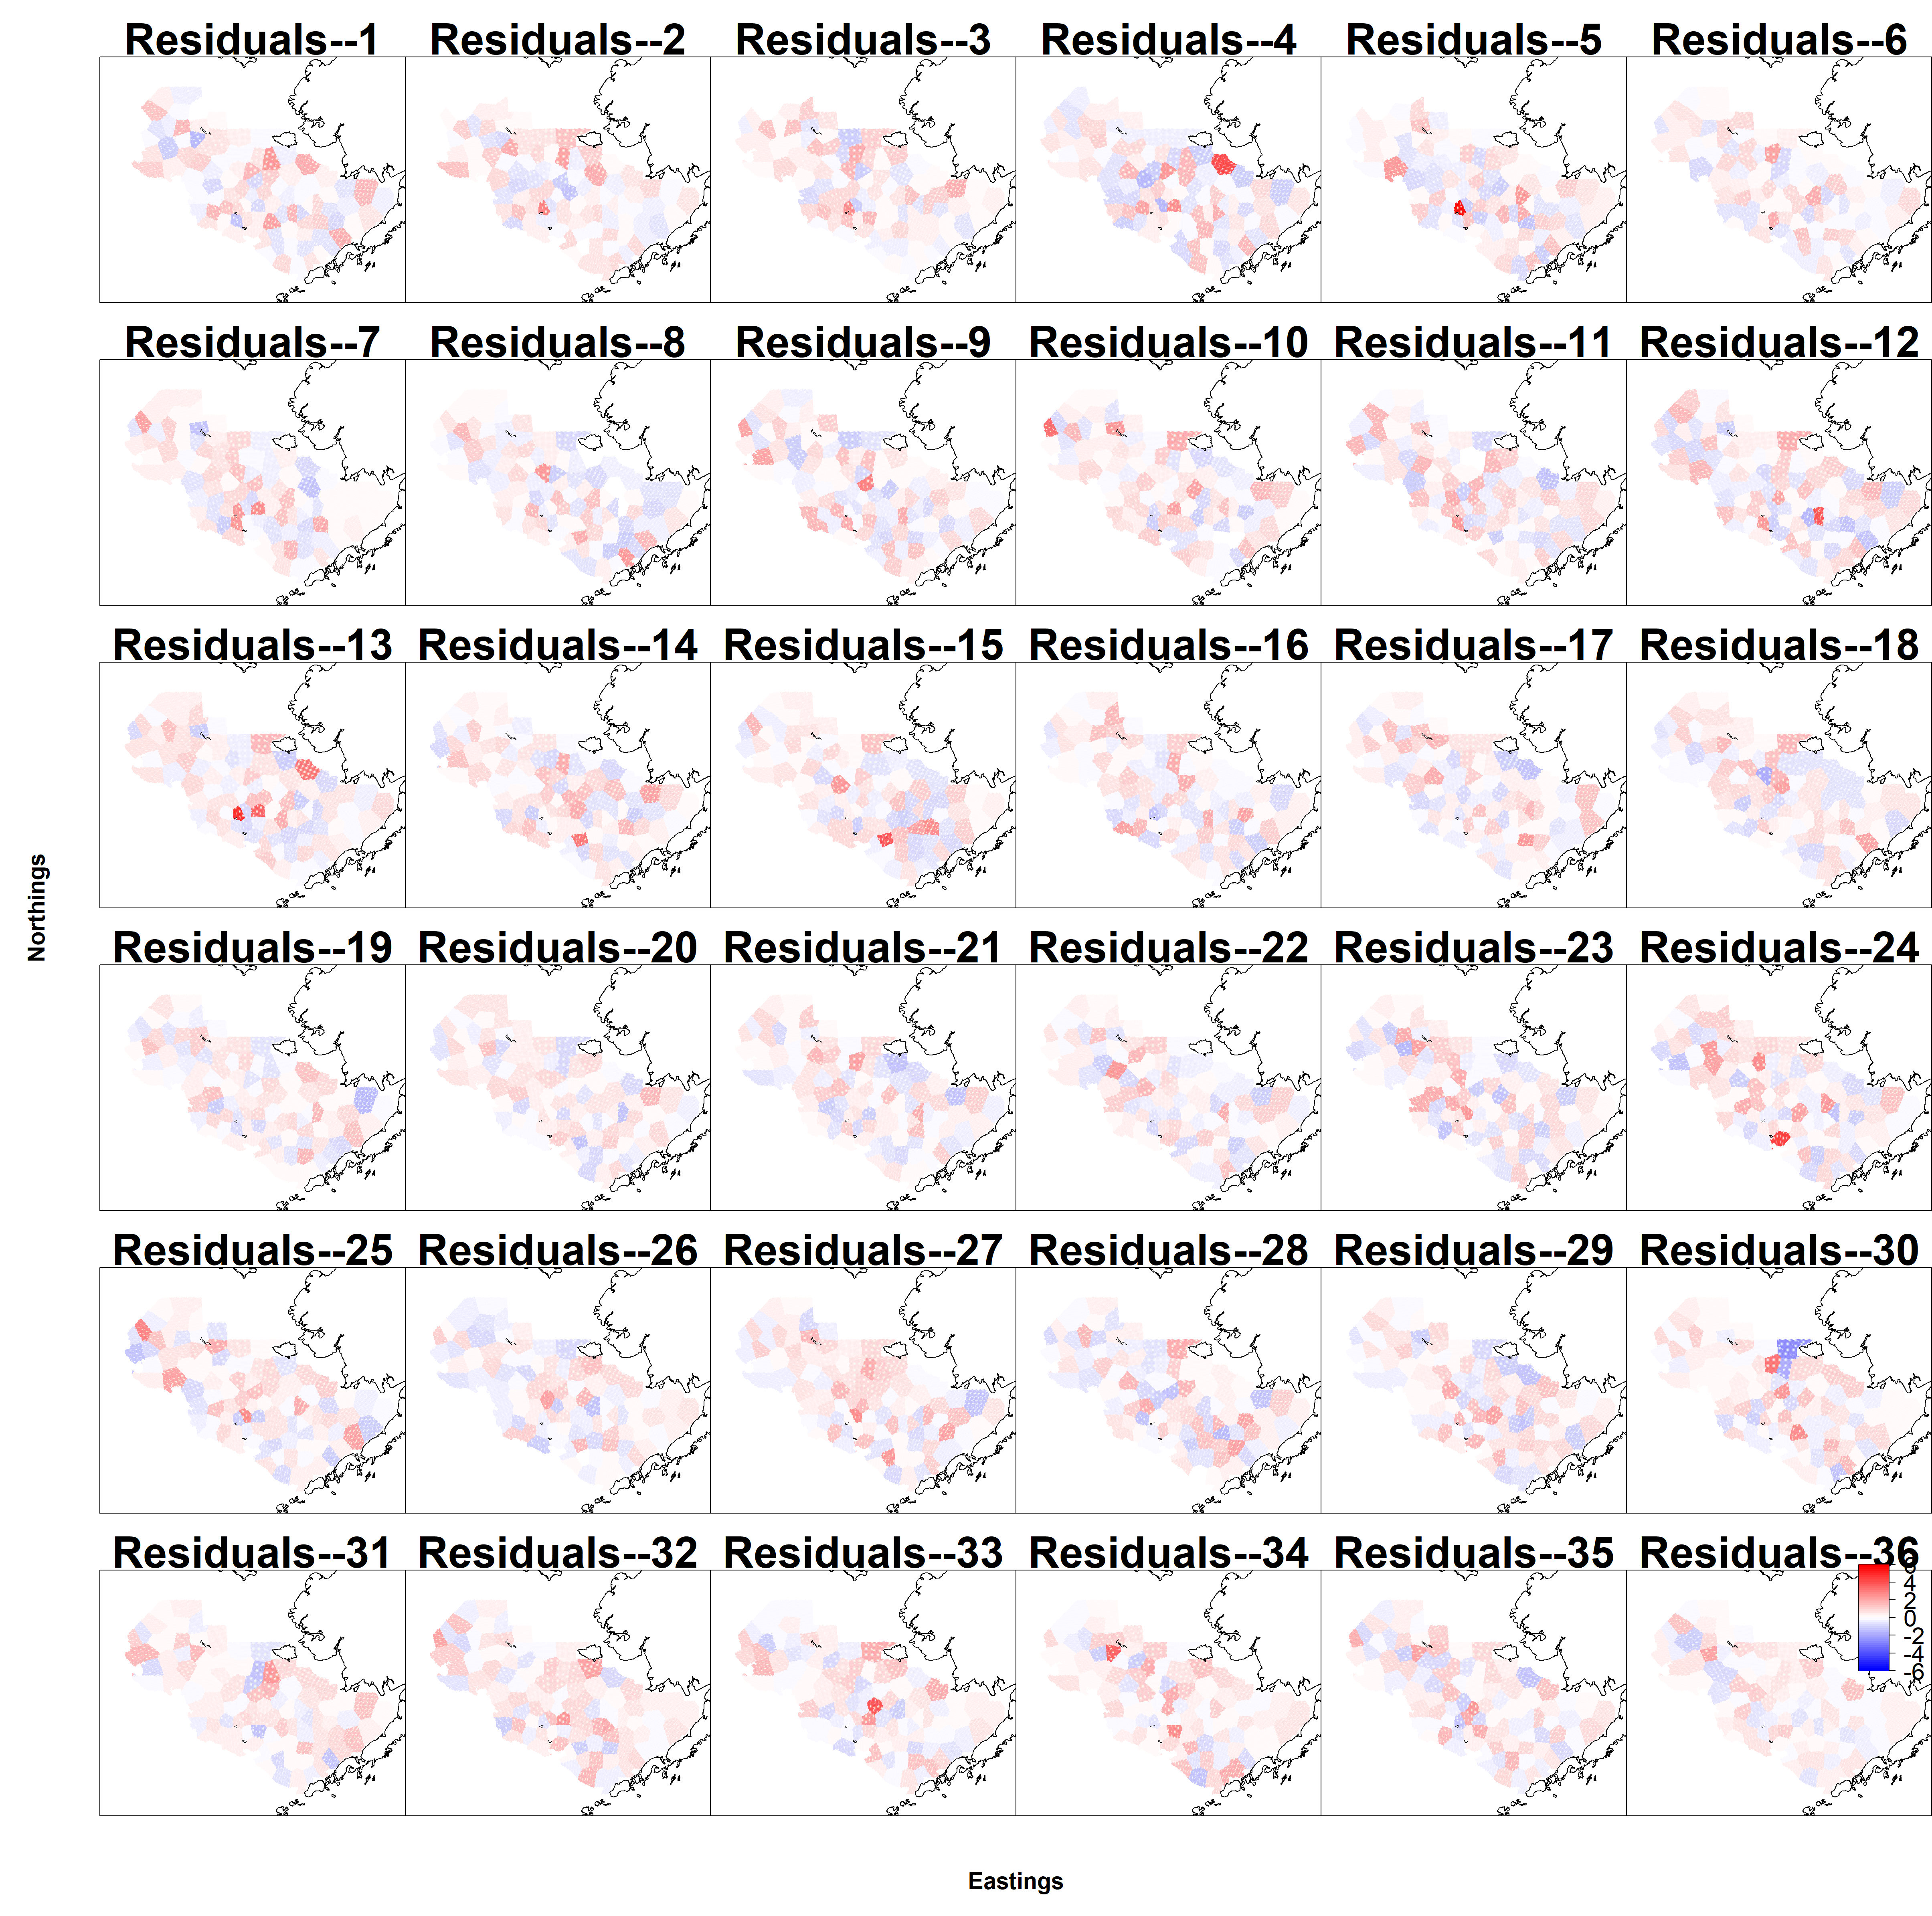 Residuals--1 Residuals--2 Residuals--3 Residuals--4 Residuals--5 Residuals--6
Residuals--7 Residuals--8 Residuals--9 Residuals--10 Residuals--11 Residuals--12
Residuals--13 Residuals--14 Residuals--15 Residuals--16 Residuals--17 Residuals--18
Northings
Residuals--19 Residuals--20 Residuals--21 Residuals--22 Residuals--23 Residuals--24
Residuals--25 Residuals--26 Residuals--27 Residuals--28 Residuals--29 Residuals--30
Residuals--31 Residuals--32 Residuals--33 Residuals--34 Residuals--35 Residuals--36
6
4
2
0
-2
-4
-6
Eastings